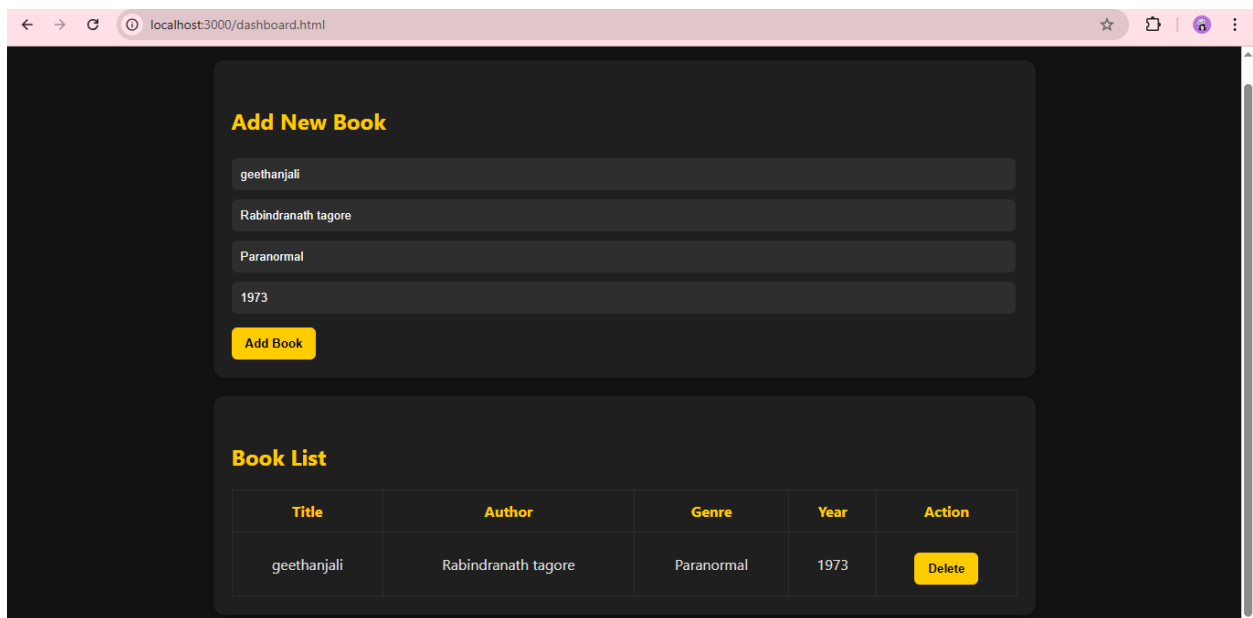 localhost:3000/dashboard.html
Add New Book
geethanjali
Rabindranath tagore
Paranormal
1973
Add Book
Book List
Title Author Genre Year Action
geethanjali Rabindranath tagore Paranormal 1973 Delete